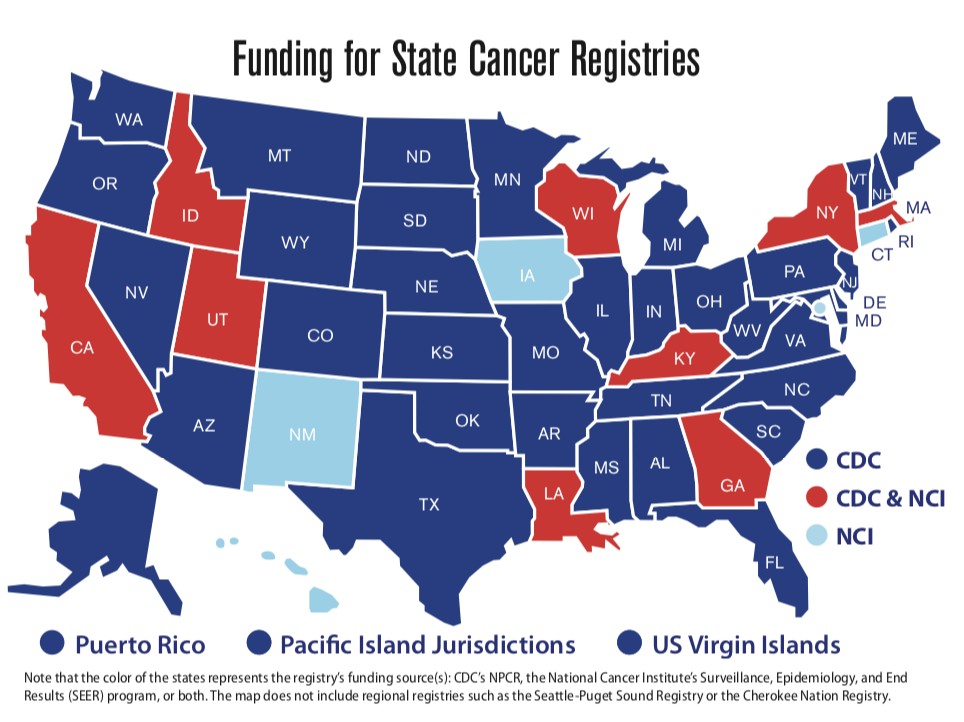 Funding for State Cancer Registries
WA
MT
ND
MN
ME
OR
ID
SD
WI
VT
NH
NY
MA
WY
MI
RI
CT
NV
NE
IA
PA
NJ
UT
CO
IL
IN
OH
DE
MD
CA
KS
MO
KY
WV
VA
AZ
NM
OK
AR
TN
NC
SC
MS
AL
GA
LA
TX
FL
CDC
CDC & NCI
NCI
Puerto Rico
Pacific Island Jurisdictions
US Virgin Islands
Note that the color of the states represents the registry's funding source(s): CDC's NPCR, the National Cancer Institute's Surveillance, Epidemiology, and End
Results (SEER) program, or both. The map does not include regional registries such as the Seattle-Puget Sound Registry or the Cherokee Nation Registry.